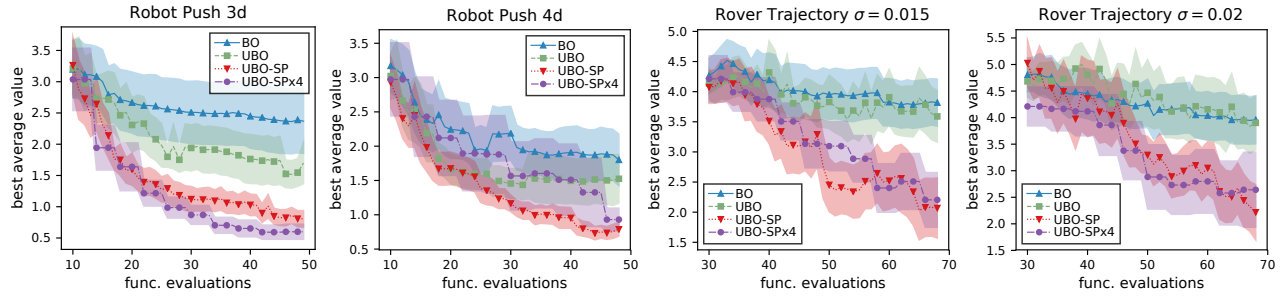 Robot Push 3d
best average value
3.5
3.0
2.5
2.0
1.5
1.0
0.5
10 20 30 40 50
func. evaluations
BO
UBO
UBO-SP
UBO-SPx4
Robot Push 4d
best average value
3.5
3.0
2.5
2.0
1.5
1.0
0.5
10 20 30 40 50
func. evaluations
BO
UBO
UBO-SP
UBO-SPx4
Rover Trajectory σ = 0.015
best average value
5.0
4.5
4.0
3.5
3.0
2.5
2.0
1.5
30 40 50 60 70
func. evaluations
BO
UBO
UBO-SP
UBO-SPx4
Rover Trajectory σ = 0.02
best average value
5.5
5.0
4.5
4.0
3.5
3.0
2.5
2.0
1.5
30 40 50 60 70
func. evaluations
BO
UBO
UBO-SP
UBO-SPx4